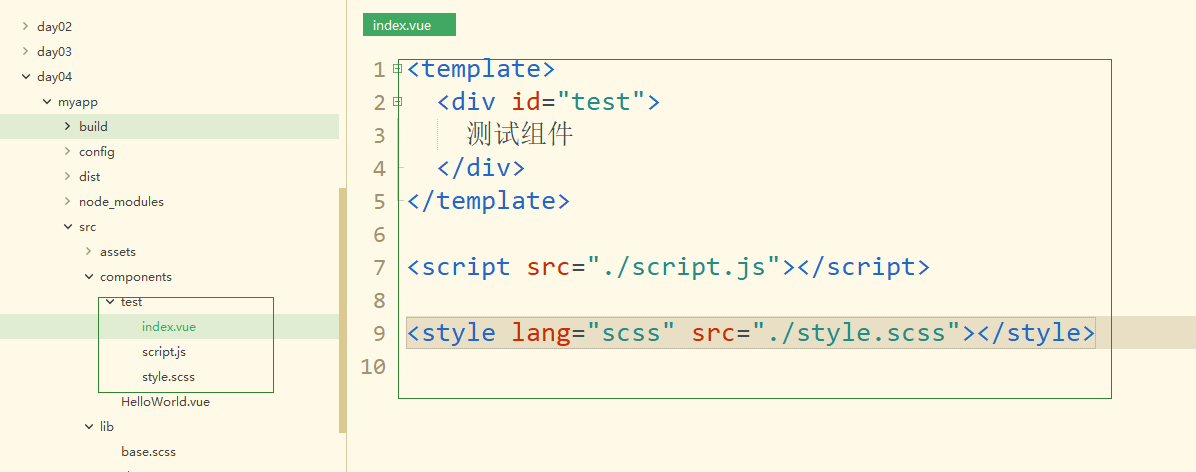 day02
day03
day04
myapp
build
config
dist
node_modules
src
assets
components
test
index.vue
script.js
style.scss
HelloWorld.vue
lib
base.scss
index.vue
1 <template>
2 <div id="test">
3 测试组件
4 </div>
5 </template>
6
7 <script src="./script.js"></script>
8
9 <style lang="scss" src="./style.scss"></style>
10